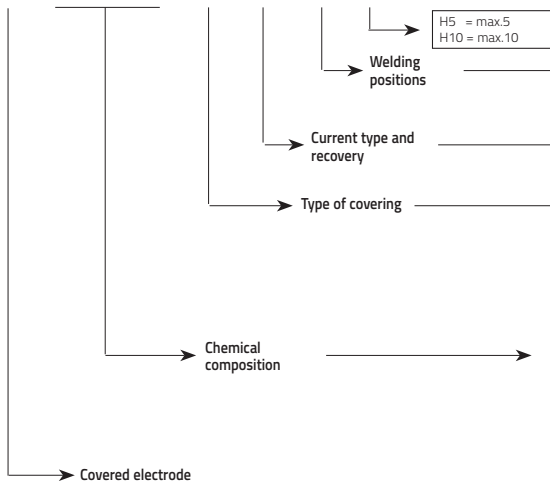 H5 = max.5
H10 = max.10
Welding
positions
Current type and
recovery
Type of covering
Chemical
composition
Covered electrode